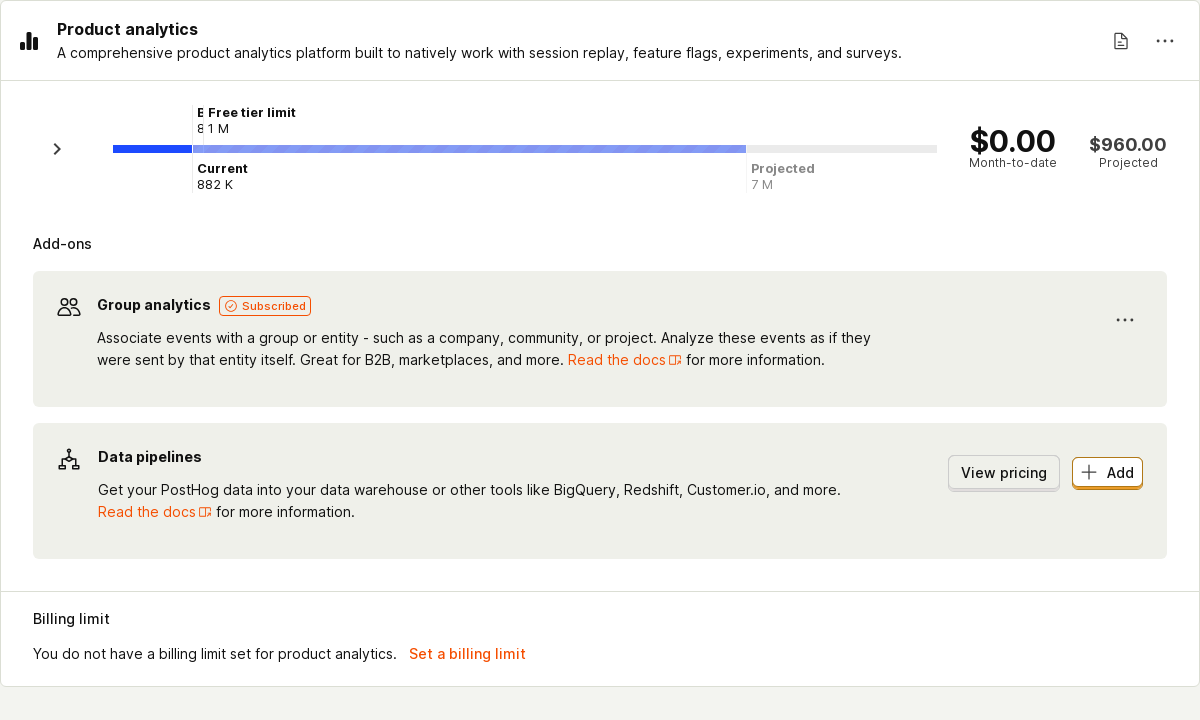 Product analytics
A comprehensive product analytics platform built to natively work with session replay, feature flags, experiments, and surveys.
Free tier limit
1 M
Current
882 K
Projected
7 M
$0.00
Month-to-date
$960.00
Projected
Add-ons
Group analytics Subscribed
Associate events with a group or entity - such as a company, community, or project. Analyze these events as if they
were sent by that entity itself. Great for B2B, marketplaces, and more. Read the docs for more information.
Data pipelines
Get your PostHog data into your data warehouse or other tools like BigQuery, Redshift, Customer.io, and more.
Read the docs for more information.
View pricing
Add
Billing limit
You do not have a billing limit set for product analytics. Set a billing limit